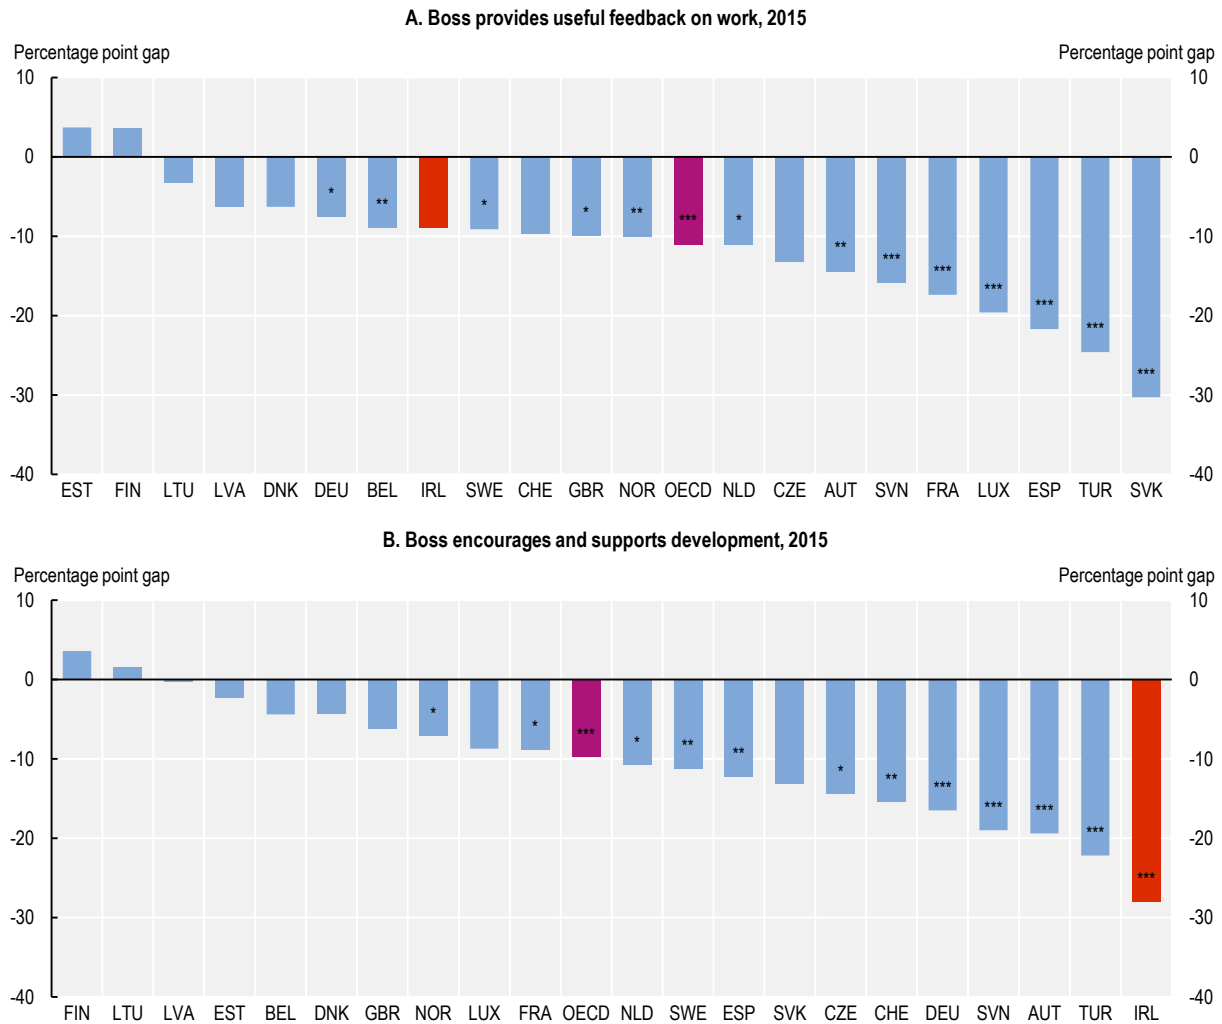 A. Boss provides useful feedback on work, 2015
Percentage point gap Percentage point gap
10 10
0 0
* ** * * ** *** * ** *** *** *** *** *** ***
-10 -10
-20 -20
-30 -30
-40 -40
EST FIN LTU LVA DNK DEU BEL IRL SWE CHE GBR NOR OECD NLD CZE AUT SVN FRA LUX ESP TUR SVK
B. Boss encourages and supports development, 2015
Percentage point gap Percentage point gap
10 10
0 0
* * *** * ** ** * ** *** *** *** *** ***
-10 -10
-20 -20
-30 -30
-40 -40
FIN LTU LVA EST BEL DNK GBR NOR LUX FRA OECD NLD SWE ESP SVK CZE CHE DEU SVN AUT TUR IRL